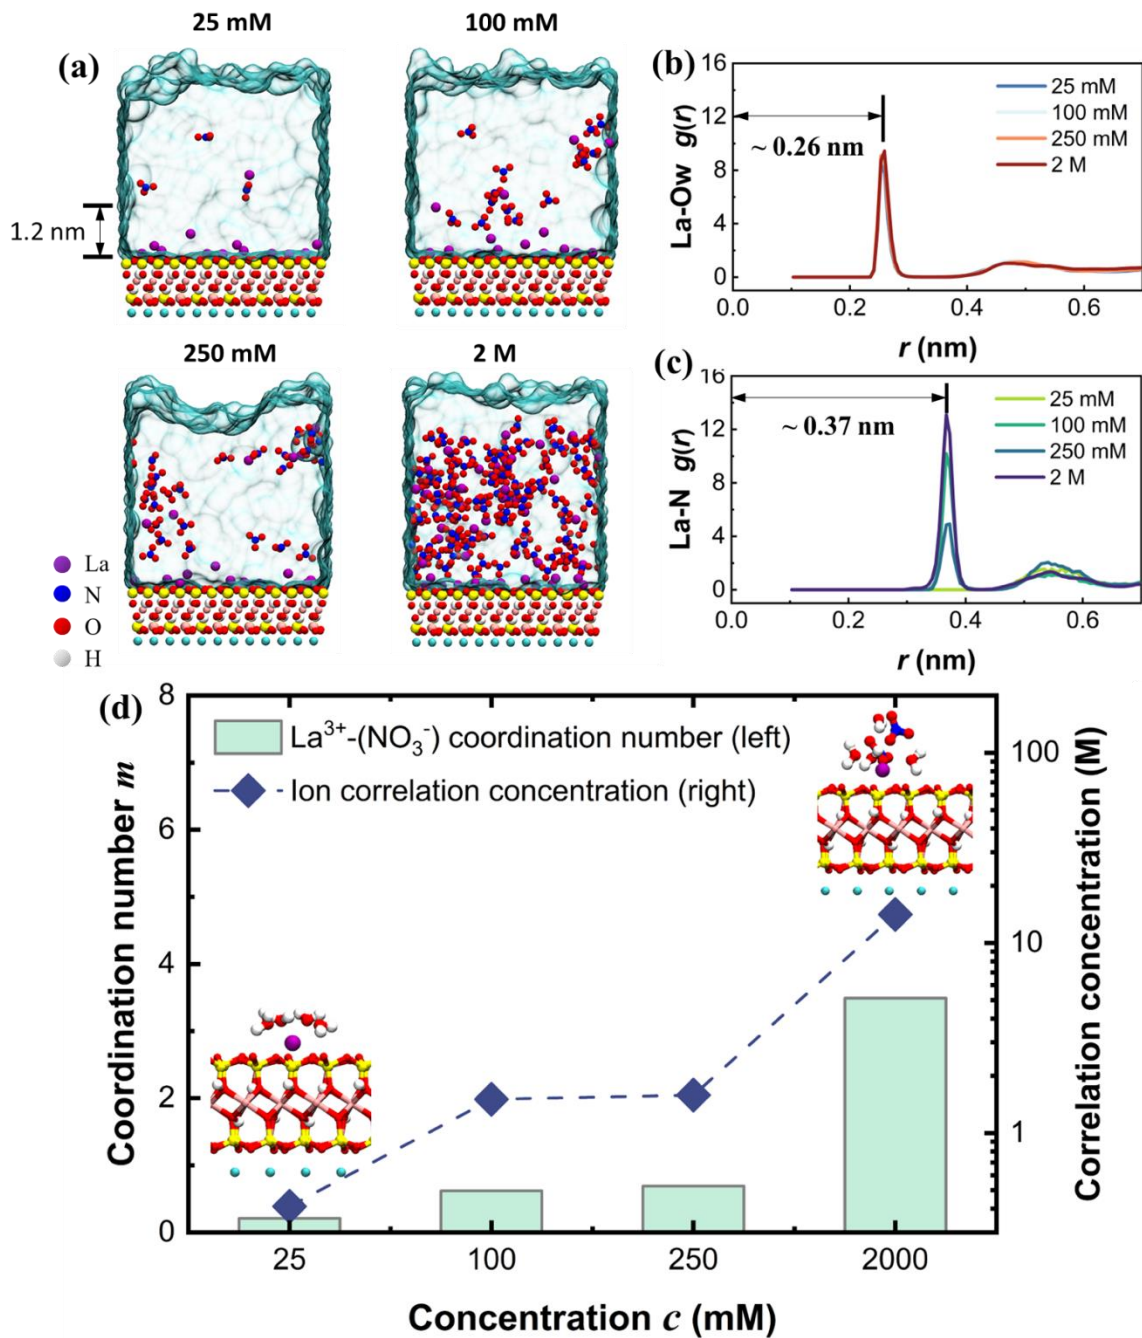 25 mM
100 mM
(a)
1.2 nm
250 mM
2 M
La
N
O
H
(b)
16
12
8
4
0
La-Ow g(r)
~ 0.26 nm
25 mM
100 mM
250 mM
2 M
0.0 0.2 0.4 0.6
r (nm)
(c)
16
12
8
4
0
La-N g(r)
~ 0.37 nm
25 mM
100 mM
250 mM
2 M
0.0 0.2 0.4 0.6
r (nm)
(d)
La³⁺-(NO₃⁻) coordination number (left)
Ion correlation concentration (right)
8
6
4
2
0
Coordination number m
100
10
1
Correlation concentration (M)
25 100 250 2000
Concentration c (mM)